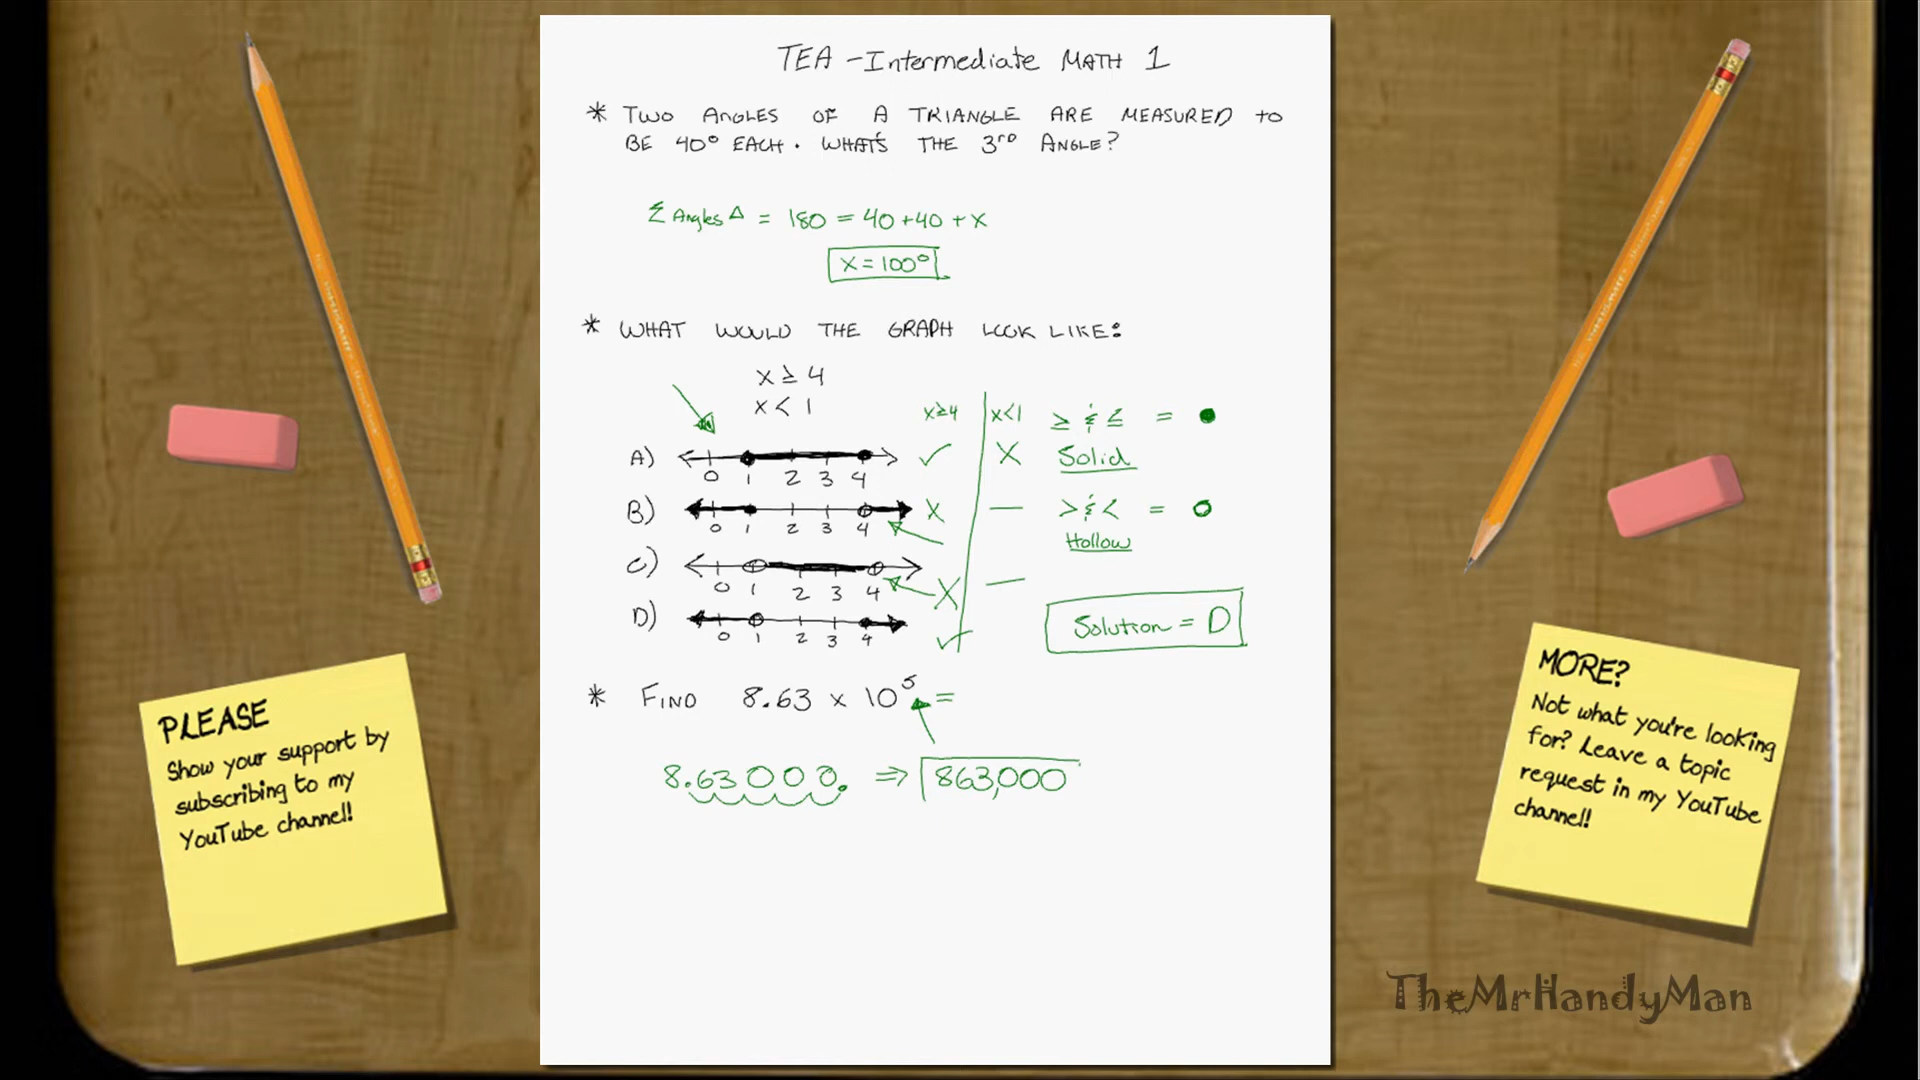 TEA - Intermediate MATH 1
* TWO ANGLES OF A TRIANGLE ARE MEASURED TO
BE 40° EACH. WHAT'S THE 3RD ANGLE?
Σ Angles Δ = 180 = 40 + 40 + X
X = 100°
* WHAT WOULD THE GRAPH LOOK LIKE:
X ≥ 4
X < 1
X≥4 X<1 ≥ & ≤ = ●
A) 0 1 2 3 4 ✓ X Solid
B) 0 1 2 3 4 X — > & < = ○
Hollow
C) 0 1 2 3 4 X —
D) 0 1 2 3 4 ✓ Solution = D
* FIND 8.63 x 10⁵ =
8.63000. ⇒ 863,000
PLEASE
Show your support by
subscribing to my
YouTube channel!
MORE?
Not what you're looking
for? Leave a topic
request in my YouTube
channel!
TheMrHandyMan